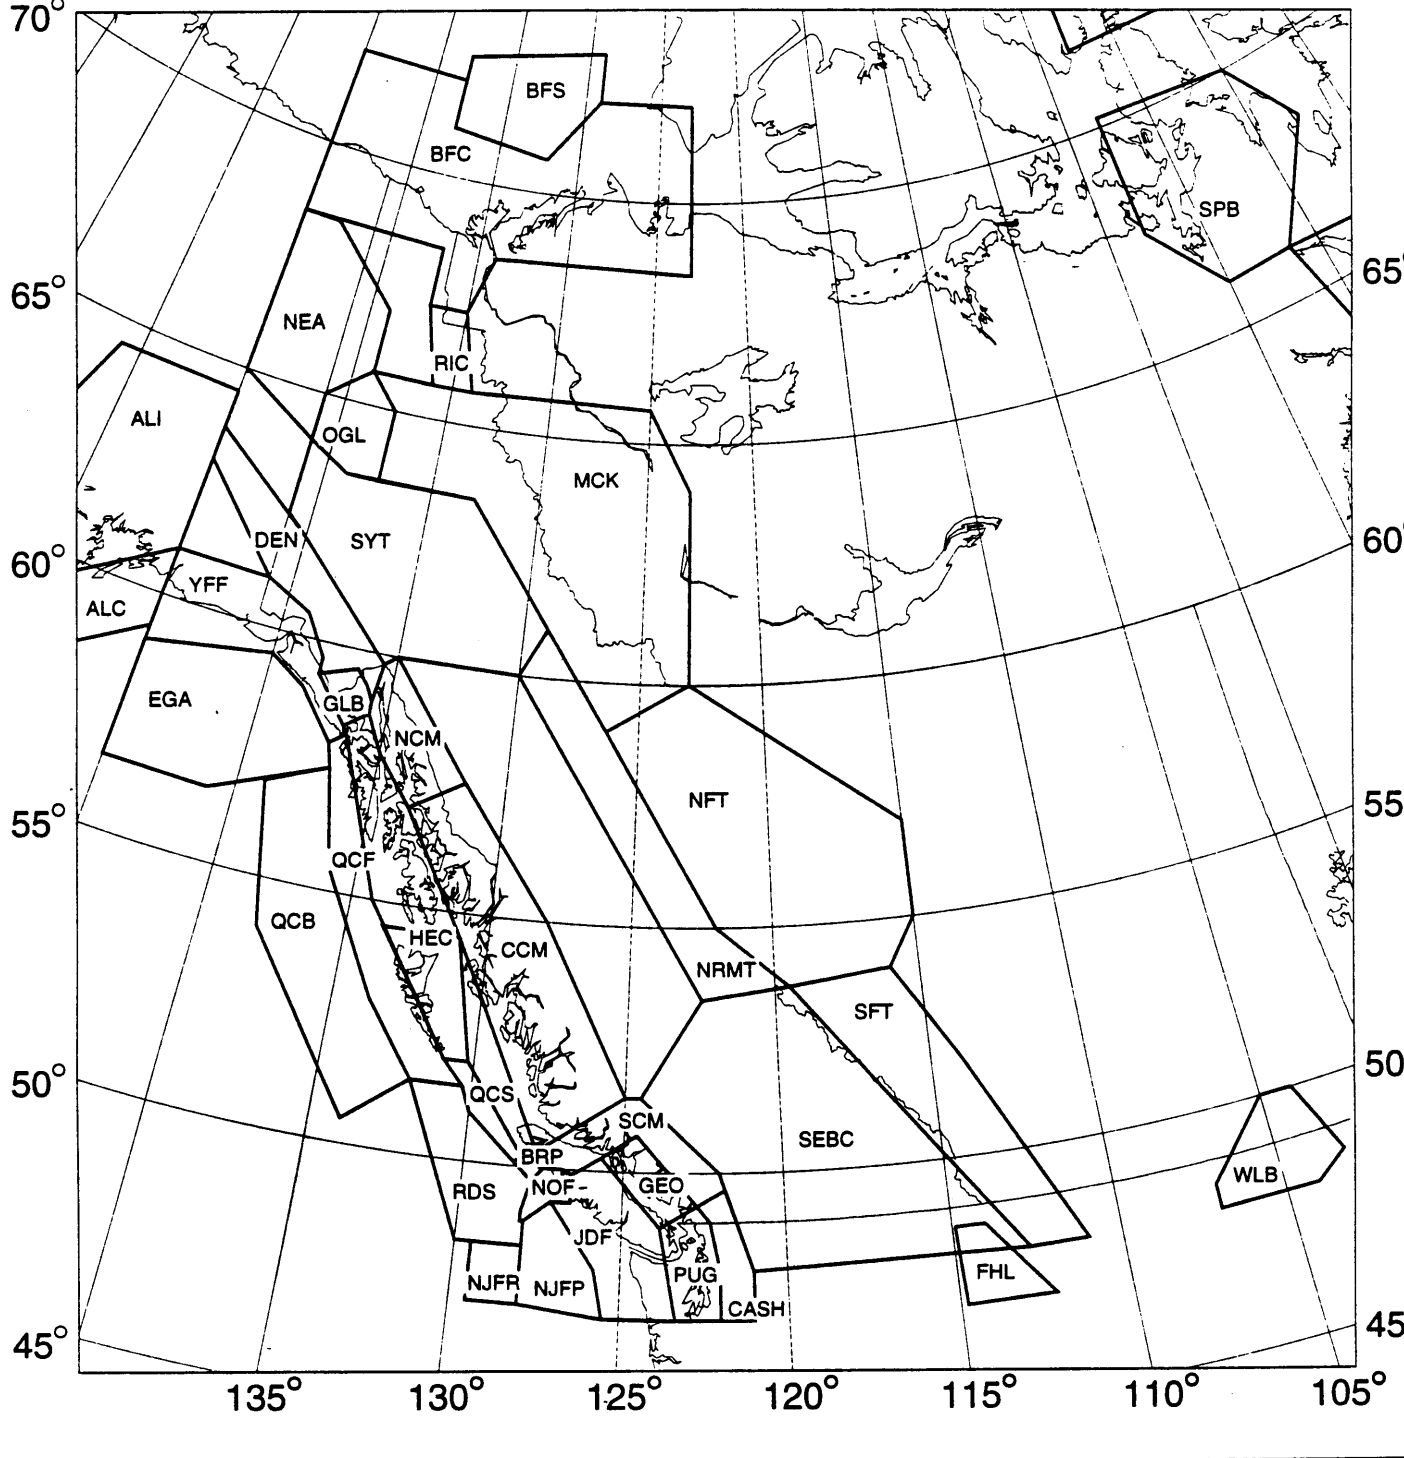 70°
BFS
BFC
SPB
65°
65°
NEA
RIC
ALI
OGL
MCK
60°
DEN
SYT
60°
YFF
ALC
EGA
GLB
NCM
NFT
55°
55°
QCF
QCB
HEC
CCM
NRMT
SFT
50°
50°
QCS
SCM
SEBC
BRP
WLB
RDS
NOF
GEO
JDF
NJFR
NJFP
PUG
FHL
CASH
45°
45
135°
130°
125°
120°
115°
110°
105°